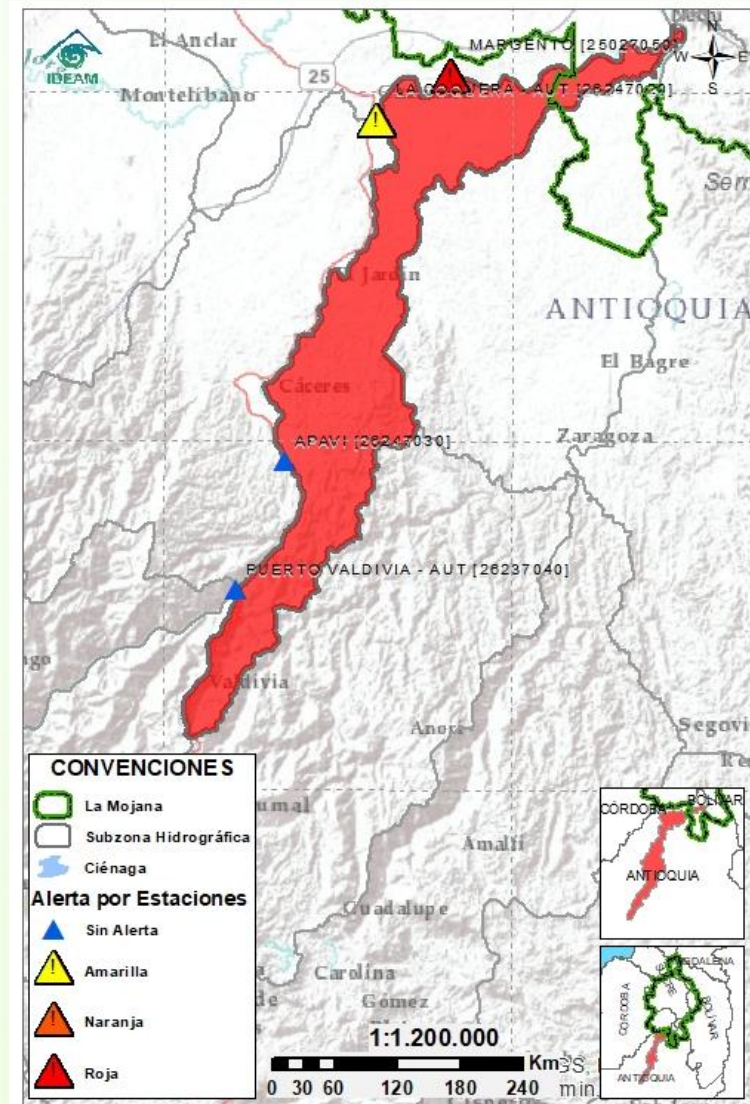 IDEAM
El Anclar
N
W E
S
MARGENTO [25027050]
25
Montelíbano
LA COQUERA - AUT [26247020]
El Jardín
ANTIOQUIA
El Bagre
Cáceres
Zaragoza
APAVI [26247030]
PUERTO VALDIVIA - AUT [26237040]
Valdivia
Anorí
Segovi
Amalfi
Guadalupe
Carolina
Gómez
CONVENCIONES
La Mojana
Subzona Hidrográfica
Ciénaga
Alerta por Estaciones
Sin Alerta
Amarilla
Naranja
Roja
1:1.200.000
Km
0 30 60 120 180 240
CÓRDOBA
BOLÍVAR
ANTIOQUIA
CÓRDOBA
SUCRE
BOLÍVAR
ANTIOQUIA